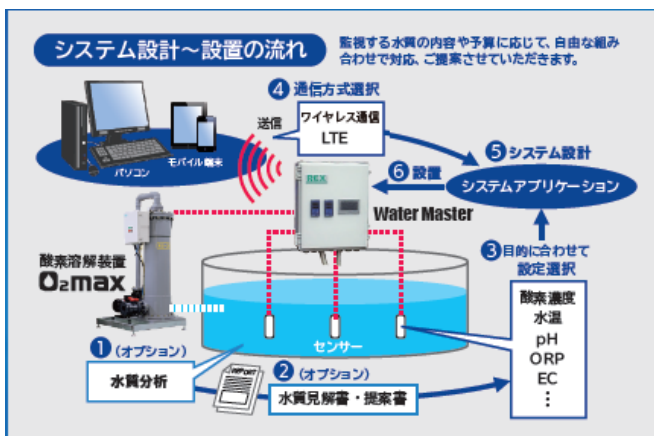 システム設計～設置の流れ
監視する水質の内容や予算に応じて、自由な組み
合わせで対応、ご提案させていただきます。
④ 通信方式選択
ワイヤレス通信
LTE
送信
パソコン
モバイル端末
⑤ システム設計
システムアプリケーション
⑥ 設置
REX
Water Master
③ 目的に合わせて
設定選択
酸素濃度
水温
pH
ORP
EC
⋮
酸素溶解装置
O2max
センサー
① (オプション)
水質分析
REPORT
② (オプション)
水質見解書・提案書